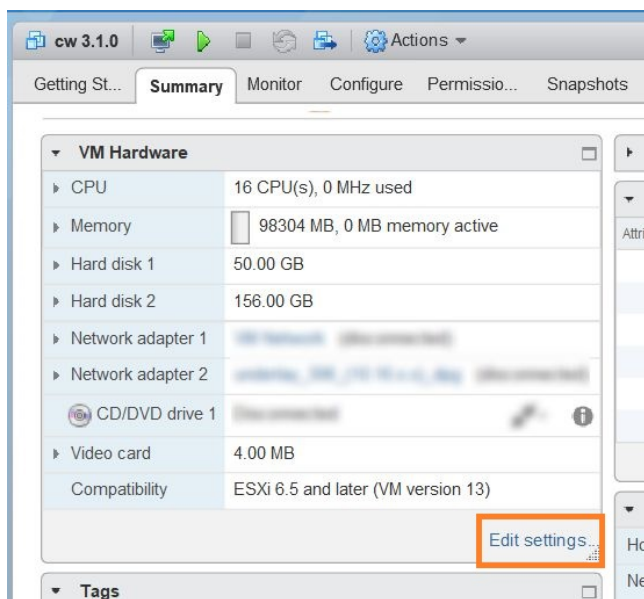 cw 3.1.0 Actions
Getting St... Summary Monitor Configure Permissio... Snapshots
VM Hardware
CPU 16 CPU(s), 0 MHz used
Memory 98304 MB, 0 MB memory active
Attri
Hard disk 1 50.00 GB
Hard disk 2 156.00 GB
Network adapter 1
Network adapter 2
CD/DVD drive 1
Video card 4.00 MB
Compatibility ESXi 6.5 and later (VM version 13)
Edit settings...
Ho
Ne
Tags